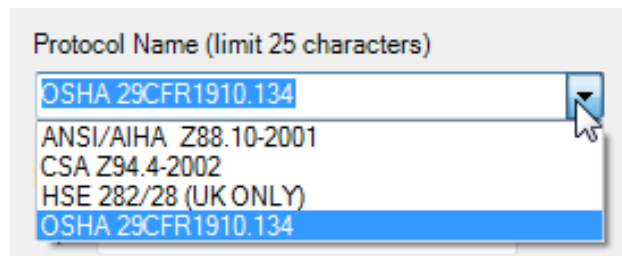 Protocol Name (limit 25 characters)
OSHA 29CFR1910.134
ANSI/AIHA  Z88.10-2001
CSA Z94.4-2002
HSE 282/28 (UK ONLY)
OSHA 29CFR1910.134